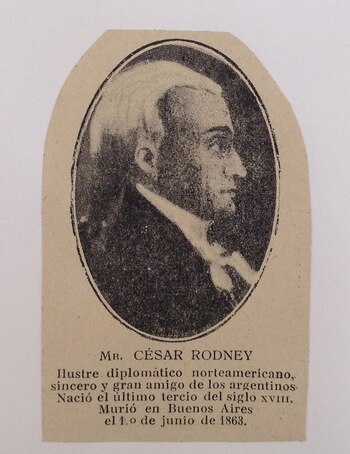 MR. CÉSAR RODNEY
Ilustre diplomático norteamericano,
sincero y gran amigo de los argentinos.
Nació el último tercio del siglo XVIII.
Murió en Buenos Aires
el 1.º de junio de 1863.